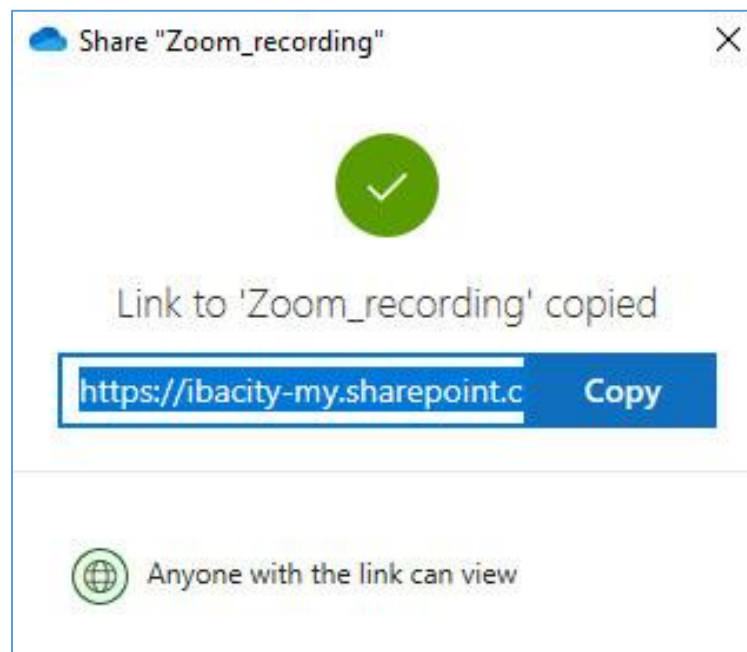 Share "Zoom_recording"
Link to 'Zoom_recording' copied
https://ibacity-my.sharepoint.c Copy
Anyone with the link can view